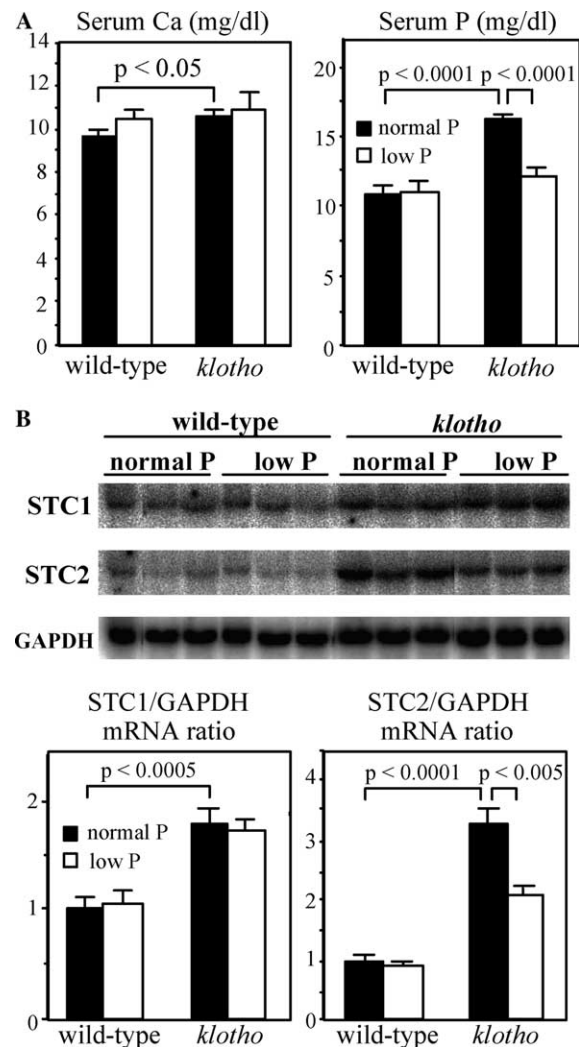 A
Serum Ca (mg/dl)
14
12
10
8
6
4
2
0
p < 0.05
wild-type
klotho
Serum P (mg/dl)
20
15
10
5
0
p < 0.0001
p < 0.0001
normal P
low P
wild-type
klotho
B
wild-type klotho
normal P low P normal P low P
STC1
STC2
GAPDH
STC1/GAPDH
mRNA ratio
2
1
0
p < 0.0005
normal P
low P
wild-type
klotho
STC2/GAPDH
mRNA ratio
4
3
2
1
0
p < 0.0001
p < 0.005
wild-type
klotho